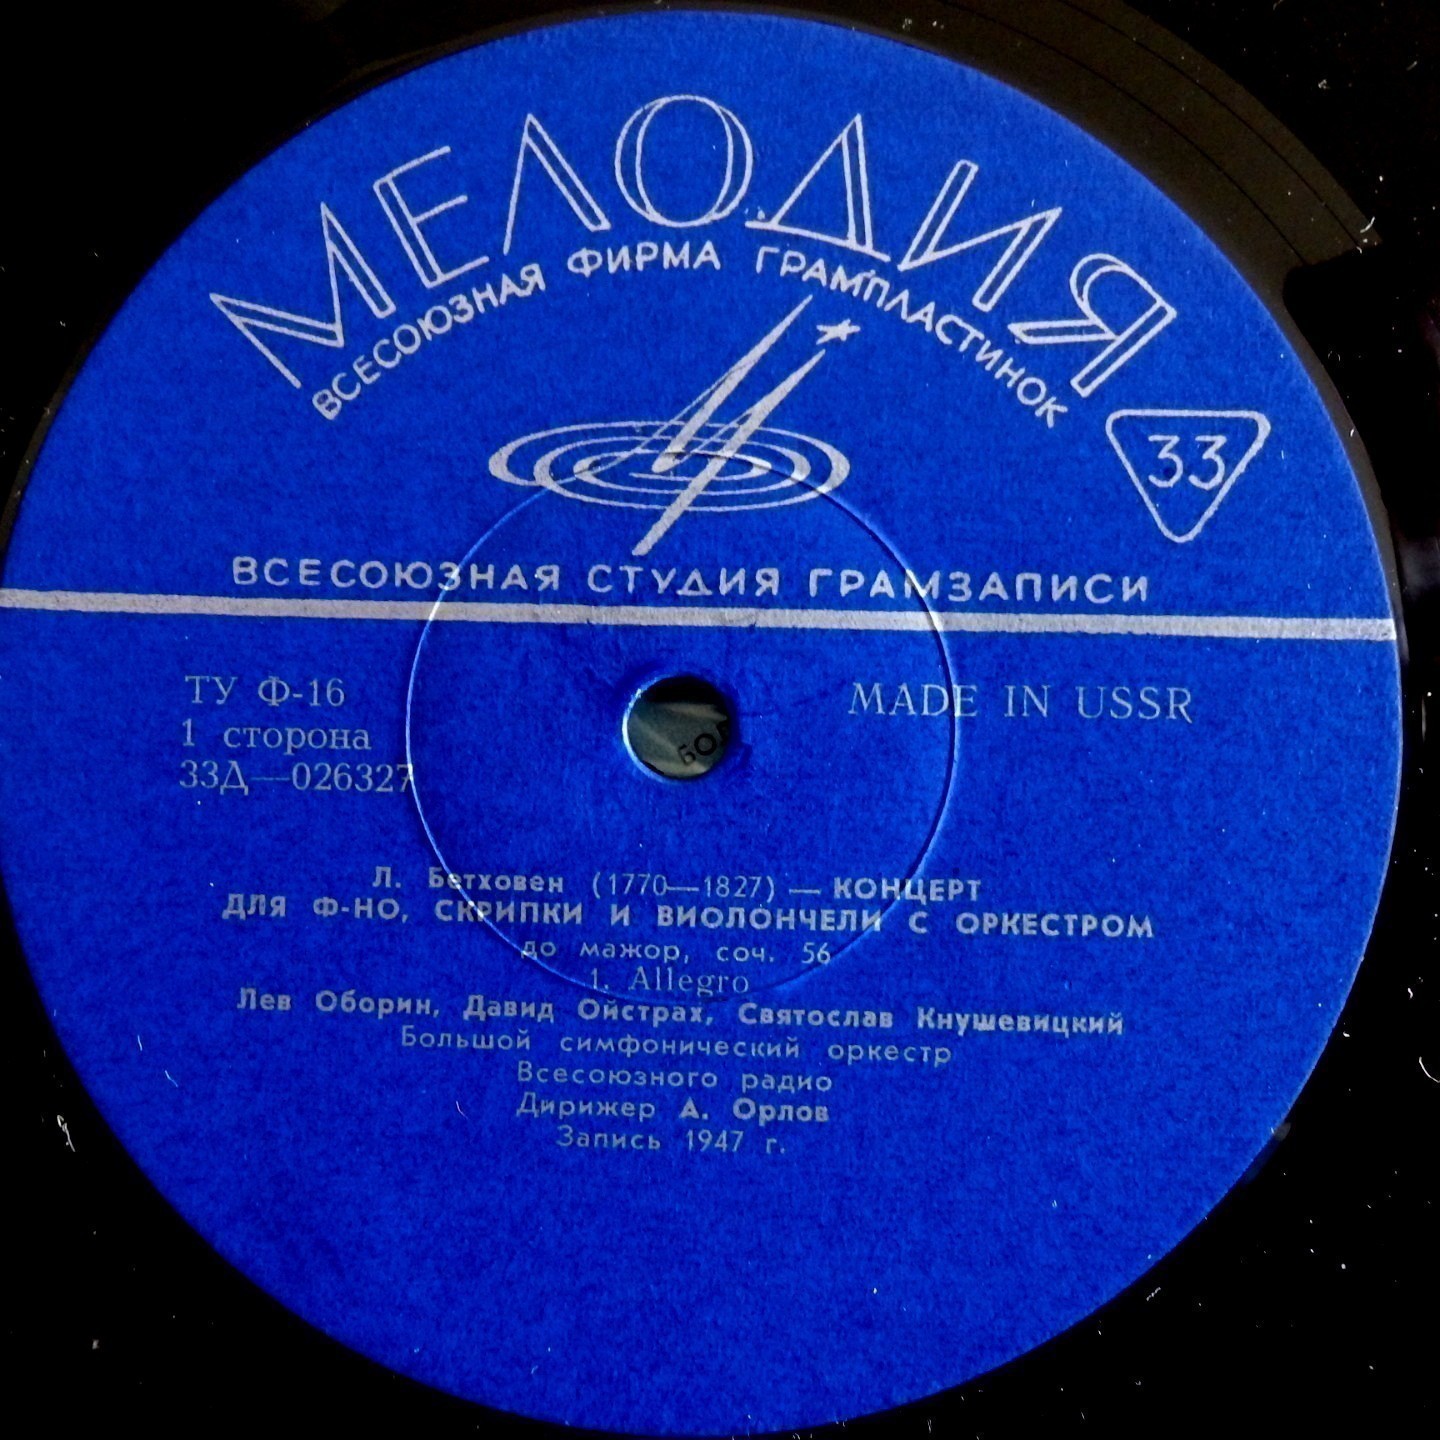 МЕЛОДИЯ
ВСЕСОЮЗНАЯ ФИРМА ГРАМПЛАСТИНОК
33
ВСЕСОЮЗНАЯ СТУДИЯ ГРАМЗАПИСИ
ТУ Ф-16
MADE IN USSR
1 сторона
33Д—026327
БОЛ
Л. Бетховен (1770—1827) — КОНЦЕРТ
ДЛЯ Ф-НО, СКРИПКИ И ВИОЛОНЧЕЛИ С ОРКЕСТРОМ
до мажор, соч. 56
1. Allegro
Лев Оборин, Давид Ойстрах, Святослав Кнушевицкий
Большой симфонический оркестр
Всесоюзного радио
Дирижер А. Орлов
Запись 1947 г.